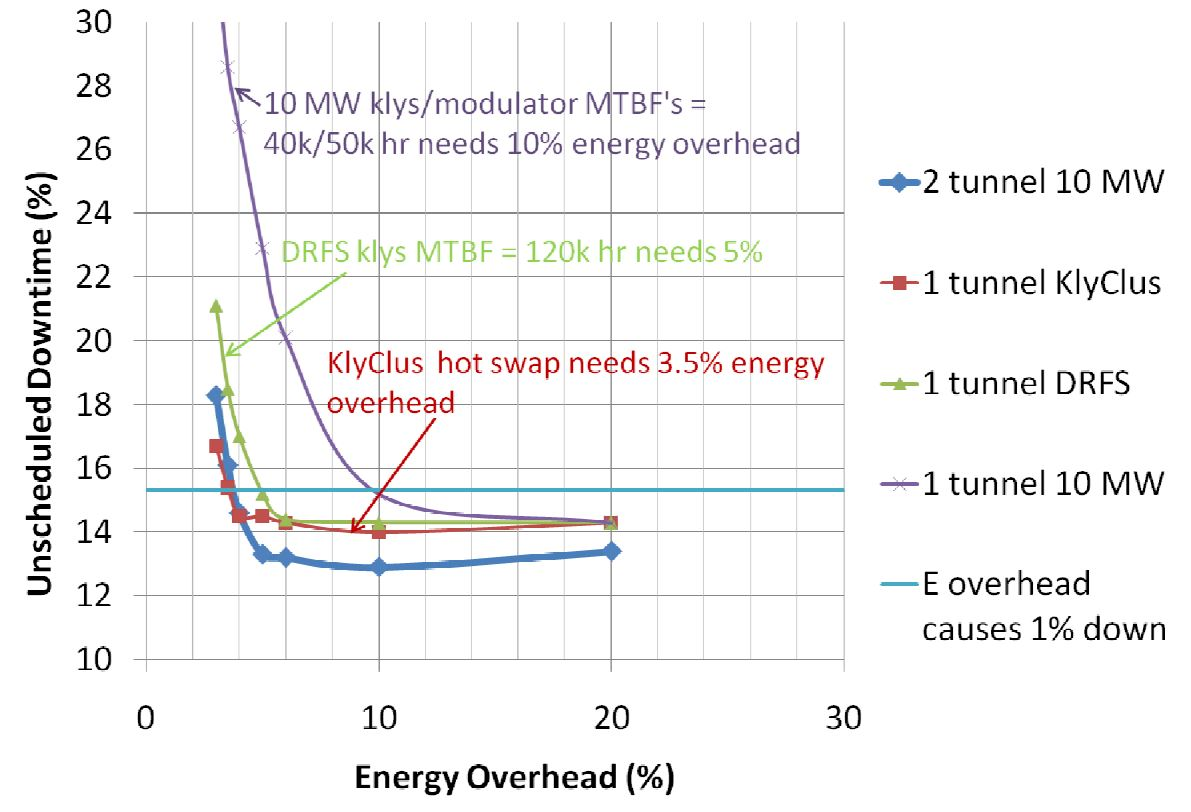 30
28
26
24
22
20
18
16
14
12
10
Unscheduled Downtime (%)
10 MW klys/modulator MTBF's =
40k/50k hr needs 10% energy overhead
DRFS klys MTBF = 120k hr needs 5%
KlyClus hot swap needs 3.5% energy
overhead
0
10
20
30
Energy Overhead (%)
2 tunnel 10 MW
1 tunnel KlyClus
1 tunnel DRFS
1 tunnel 10 MW
E overhead
causes 1% down